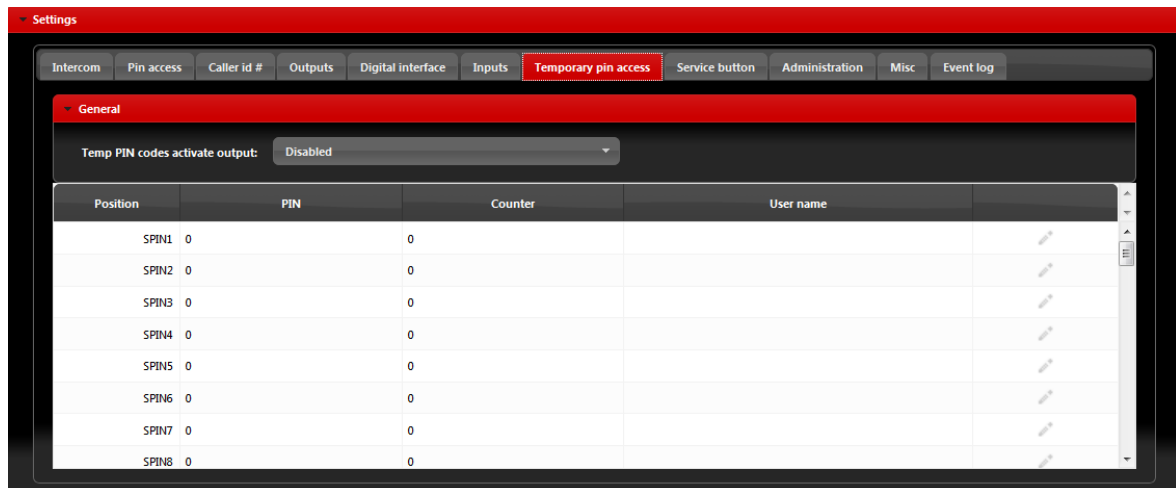 Settings
Intercom Pin access Caller id # Outputs Digital interface Inputs Temporary pin access Service button Administration Misc Event log
General
Temp PIN codes activate output: Disabled
Position PIN Counter User name
SPIN1 0 0
SPIN2 0 0
SPIN3 0 0
SPIN4 0 0
SPIN5 0 0
SPIN6 0 0
SPIN7 0 0
SPIN8 0 0